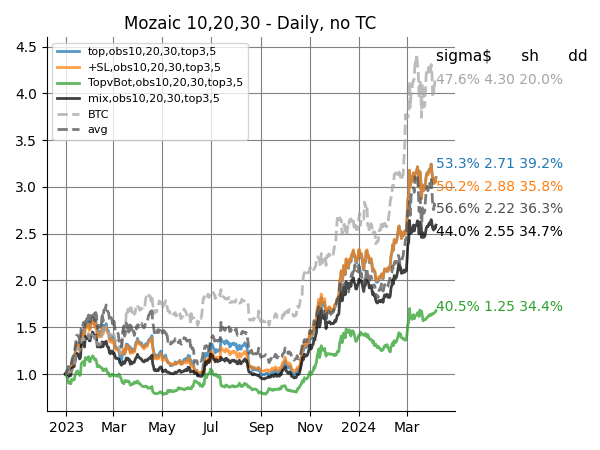 Mozaic 10,20,30 - Daily, no TC
4.5
4.0
3.5
3.0
2.5
2.0
1.5
1.0
top,obs10,20,30,top3,5
+SL,obs10,20,30,top3,5
TopvBot,obs10,20,30,top3,5
mix,obs10,20,30,top3,5
BTC
avg
sigma$ sh dd
47.6% 4.30 20.0%
53.3% 2.71 39.2%
50.2% 2.88 35.8%
56.6% 2.22 36.3%
44.0% 2.55 34.7%
40.5% 1.25 34.4%
2023 Mar May Jul Sep Nov 2024 Mar